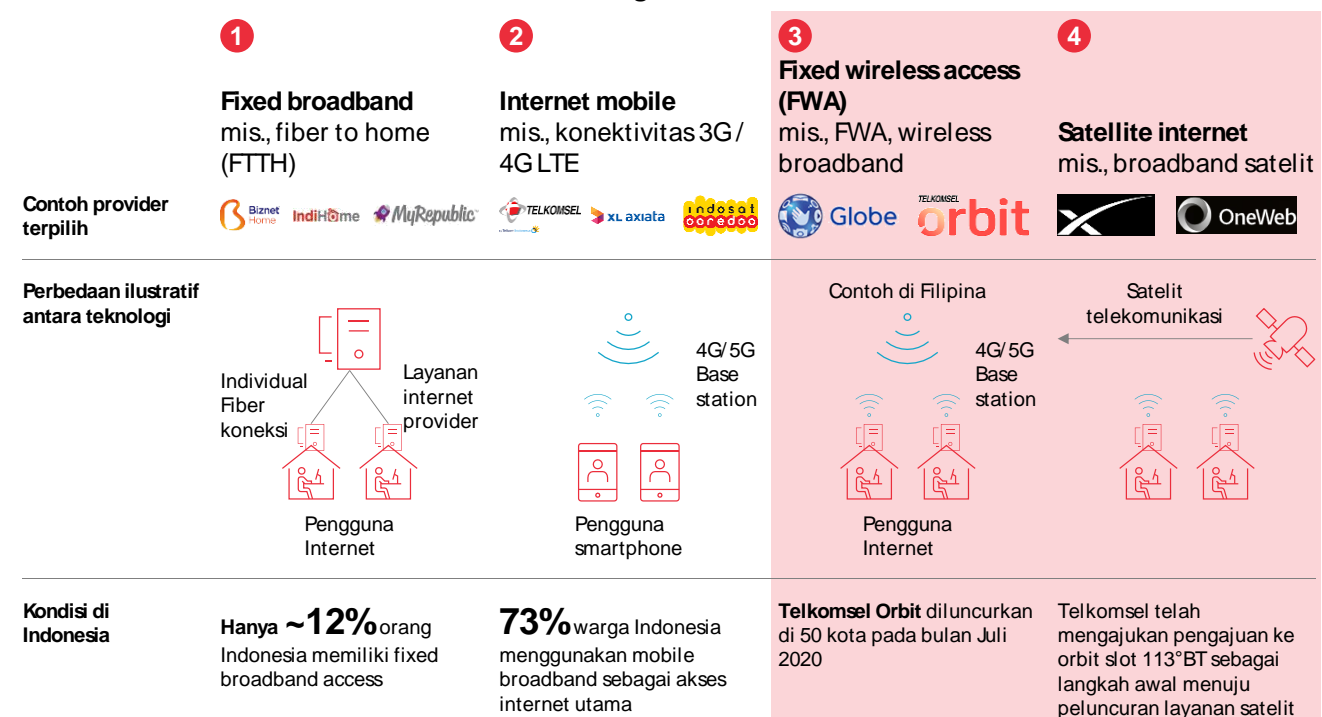 1
2
3
4
Fixed broadband
mis., fiber to home
(FTTH)
Internet mobile
mis., konektivitas 3G/
4G LTE
Fixed wireless access
(FWA)
mis., FWA, wireless
broadband
Satellite internet
mis., broadband satelit
Contoh provider
terpilih
Biznet
Home
IndiHome
MyRepublic
TELKOMSEL
XL axiata
indosat
ooredoo
Globe
TELKOMSEL
orbit
OneWeb
Perbedaan ilustratif
antara teknologi
Individual
Fiber
koneksi
Layanan
internet
provider
Pengguna
Internet
4G/5G
Base
station
Pengguna
smartphone
Contoh di Filipina
4G/5G
Base
station
Pengguna
Internet
Satelit
telekomunikasi
Kondisi di
Indonesia
Hanya ~12% orang
Indonesia memiliki fixed
broadband access
73% warga Indonesia
menggunakan mobile
broadband sebagai akses
internet utama
Telkomsel Orbit diluncurkan
di 50 kota pada bulan Juli
2020
Telkomsel telah
mengajukan pengajuan ke
orbit slot 113°BT sebagai
langkah awal menuju
peluncuran layanan satelit